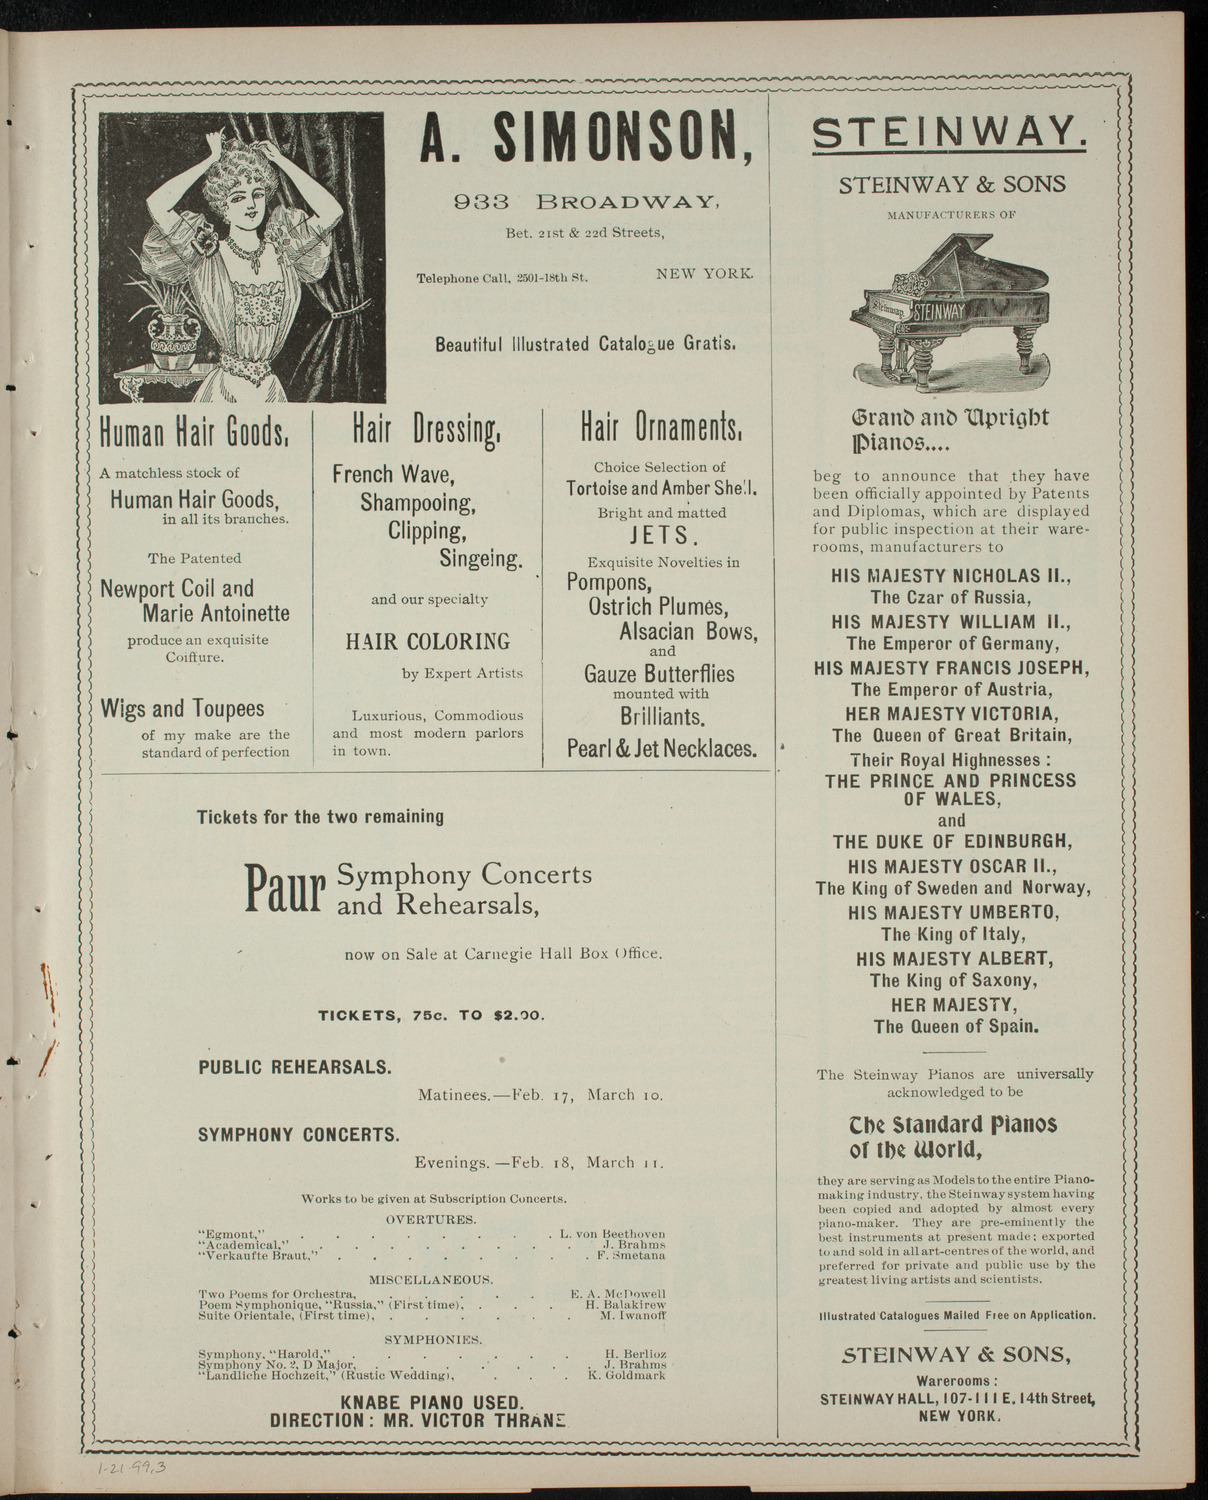 A. SIMONSON,
933 BROADWAY,
Bet. 21st & 22d Streets,
Telephone Call, 2501-18th St. NEW YORK.
Beautiful Illustrated Catalogue Gratis.
Human Hair Goods,
A matchless stock of
Human Hair Goods,
in all its branches.
The Patented
Newport Coil and
Marie Antoinette
produce an exquisite
Coiffure.
Wigs and Toupees
of my make are the
standard of perfection
Hair Dressing,
French Wave,
Shampooing,
Clipping,
Singeing.
and our specialty
HAIR COLORING
by Expert Artists
Luxurious, Commodious
and most modern parlors
in town.
Hair Ornaments,
Choice Selection of
Tortoise and Amber Shell.
Bright and matted
JETS.
Exquisite Novelties in
Pompons,
Ostrich Plumes,
Alsacian Bows,
and
Gauze Butterflies
mounted with
Brilliants.
Pearl & Jet Necklaces.
Tickets for the two remaining
Paur Symphony Concerts
and Rehearsals,
now on Sale at Carnegie Hall Box Office.
TICKETS, 75c. TO $2.00.
PUBLIC REHEARSALS.
Matinees.—Feb. 17, March 10.
SYMPHONY CONCERTS.
Evenings.—Feb. 18, March 11.
Works to be given at Subscription Concerts.
OVERTURES.
"Egmont," . . . . . . . . L. von Beethoven
"Academical," . . . . . . . . J. Brahms
"Verkaufte Braut," . . . . . . . . F. Smetana
MISCELLANEOUS.
Two Poems for Orchestra, . . . . . E. A. McDowell
Poem Symphonique, "Russia," (First time), . . . H. Balakirew
Suite Orientale, (First time), . . . . . . M. Iwanoff
SYMPHONIES.
Symphony, "Harold," . . . . . . . H. Berlioz
Symphony No. 2, D Major, . . . . . . . J. Brahms
"Landliche Hochzeit," (Rustic Wedding), . . . K. Goldmark
KNABE PIANO USED.
DIRECTION: MR. VICTOR THRANE
STEINWAY.
STEINWAY & SONS
MANUFACTURERS OF
Steinway STEINWAY
Grand and Upright
Pianos....
beg to announce that they have
been officially appointed by Patents
and Diplomas, which are displayed
for public inspection at their ware-
rooms, manufacturers to
HIS MAJESTY NICHOLAS II.,
The Czar of Russia,
HIS MAJESTY WILLIAM II.,
The Emperor of Germany,
HIS MAJESTY FRANCIS JOSEPH,
The Emperor of Austria,
HER MAJESTY VICTORIA,
The Queen of Great Britain,
Their Royal Highnesses:
THE PRINCE AND PRINCESS
OF WALES,
and
THE DUKE OF EDINBURGH,
HIS MAJESTY OSCAR II.,
The King of Sweden and Norway,
HIS MAJESTY UMBERTO,
The King of Italy,
HIS MAJESTY ALBERT,
The King of Saxony,
HER MAJESTY,
The Queen of Spain.
The Steinway Pianos are universally
acknowledged to be
The Standard Pianos
of the World,
they are serving as Models to the entire Piano-
making industry, the Steinway system having
been copied and adopted by almost every
piano-maker. They are pre-eminently the
best instruments at present made; exported
to and sold in all art-centres of the world, and
preferred for private and public use by the
greatest living artists and scientists.
Illustrated Catalogues Mailed Free on Application.
STEINWAY & SONS,
Warerooms:
STEINWAY HALL, 107-111 E. 14th Street,
NEW YORK.
1-21-99,3